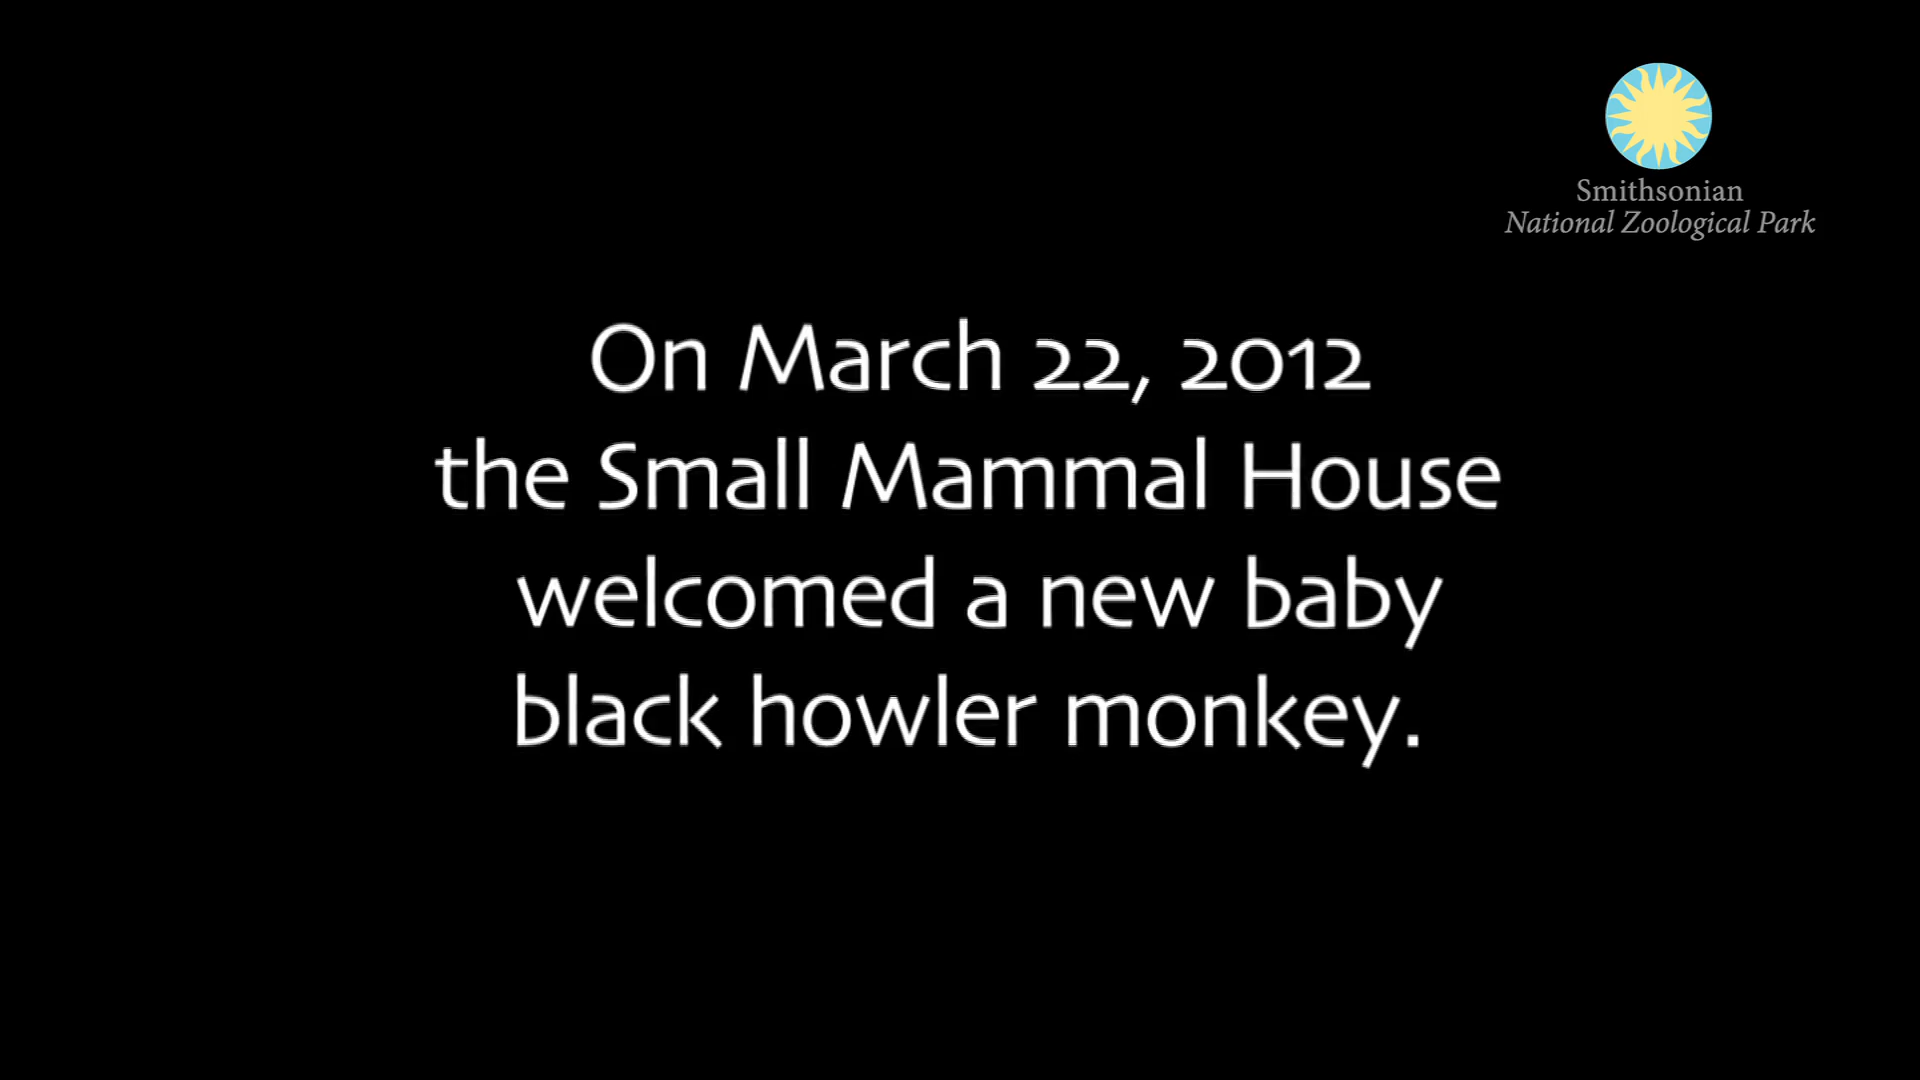 Smithsonian
National Zoological Park
On March 22, 2012
the Small Mammal House
welcomed a new baby
black howler monkey.